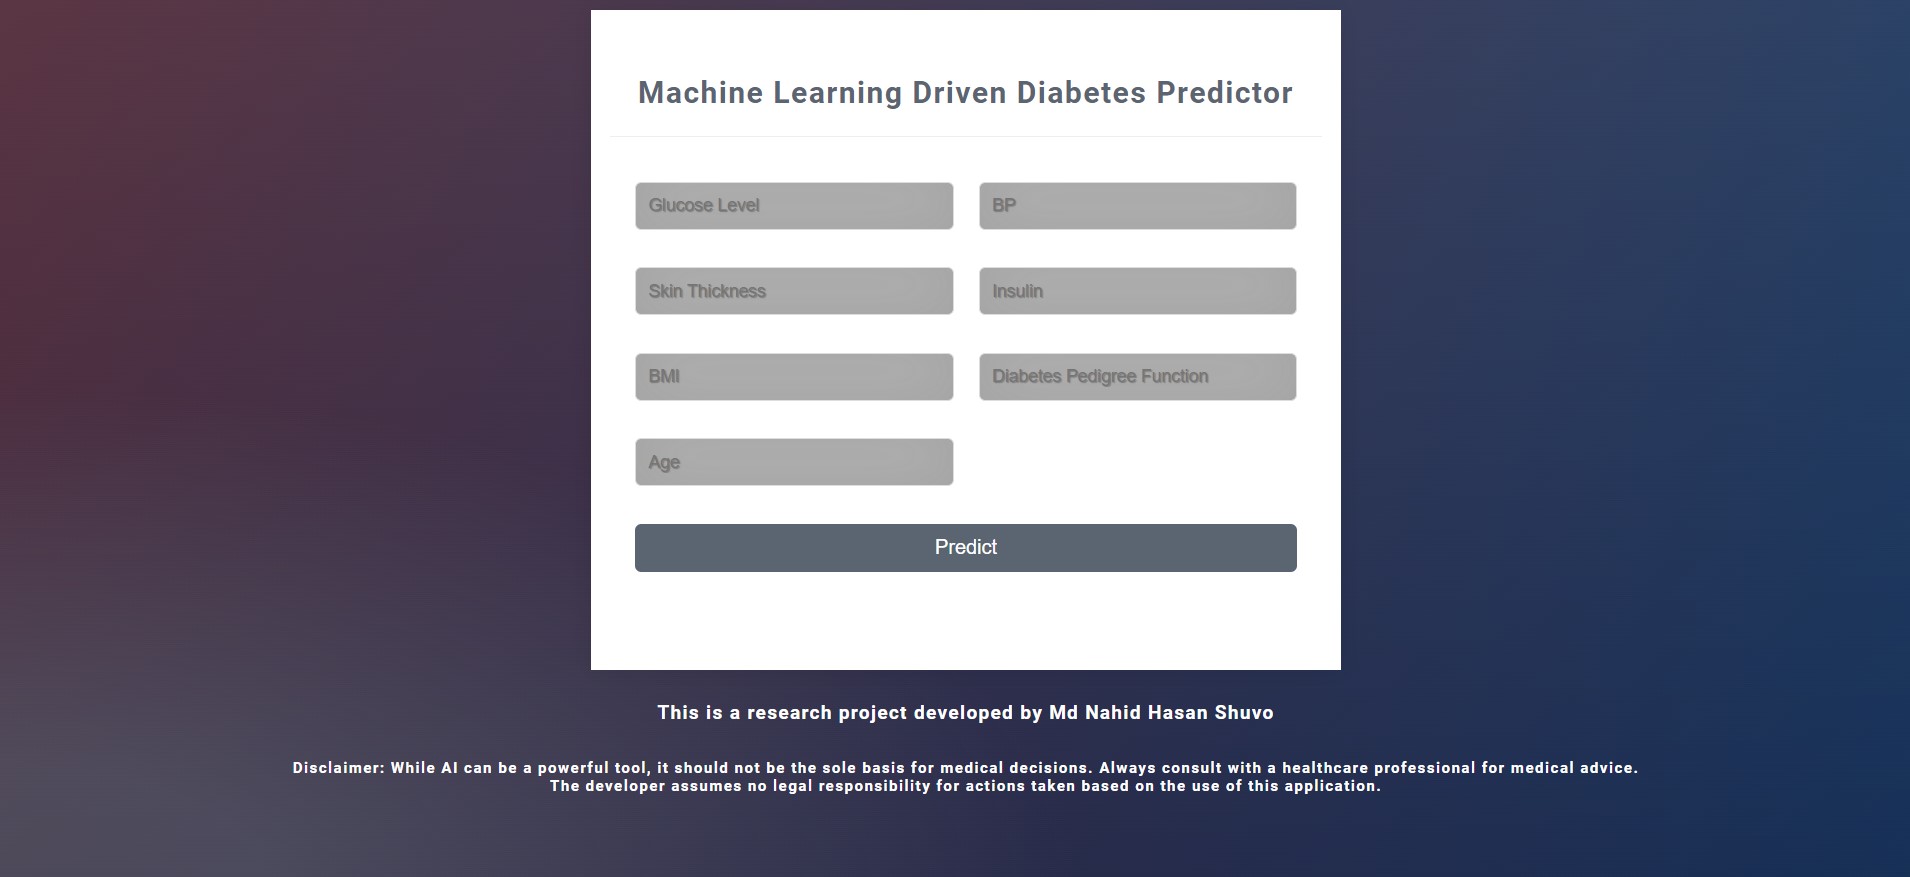 Machine Learning Driven Diabetes Predictor
Glucose Level
BP
Skin Thickness
Insulin
BMI
Diabetes Pedigree Function
Age
Predict
This is a research project developed by Md Nahid Hasan Shuvo
Disclaimer: While AI can be a powerful tool, it should not be the sole basis for medical decisions. Always consult with a healthcare professional for medical advice.
The developer assumes no legal responsibility for actions taken based on the use of this application.